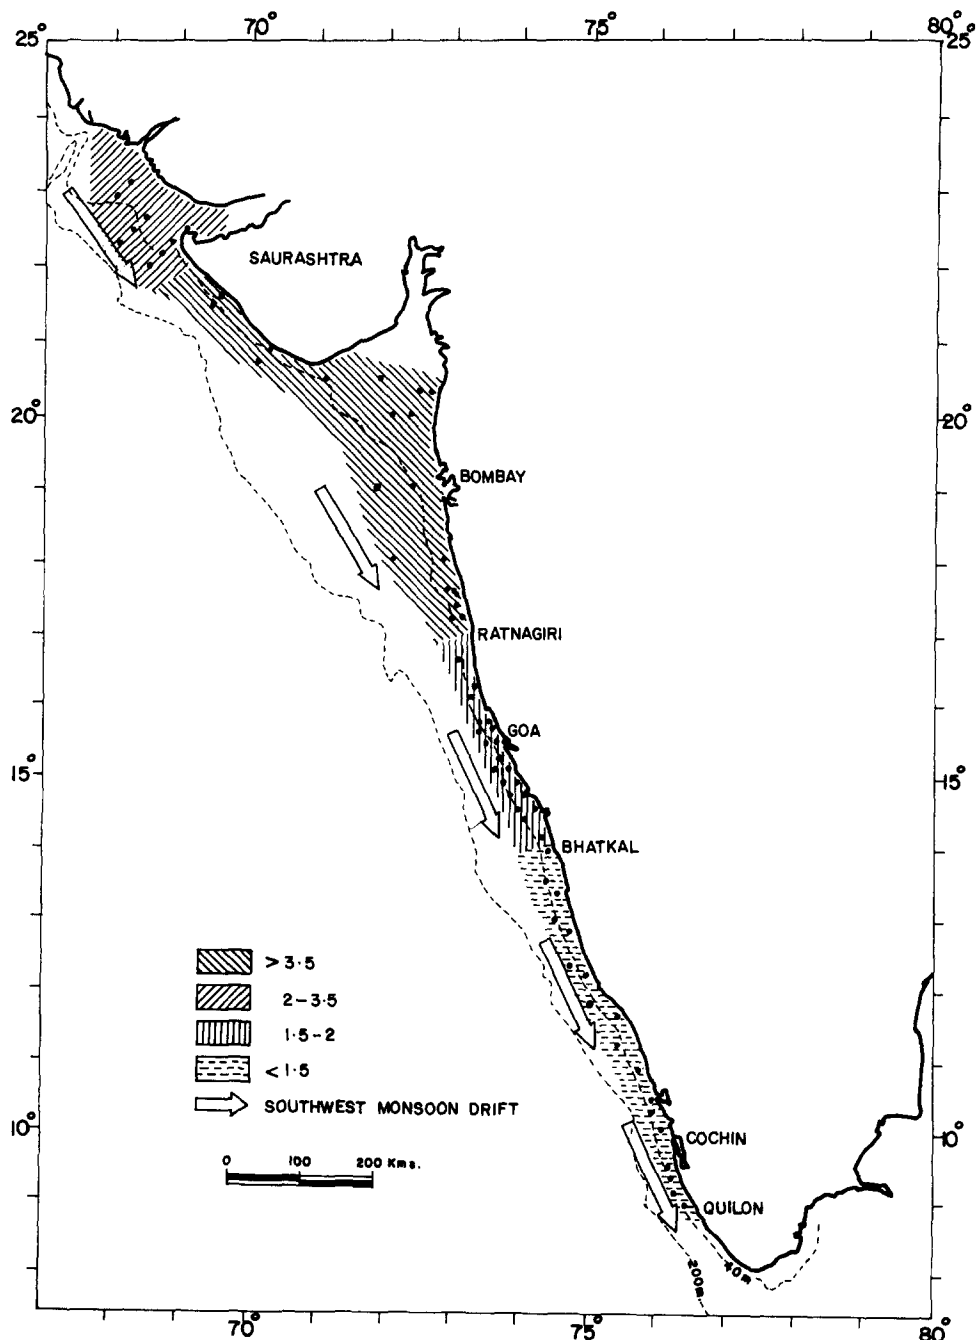 70°
75°
80°
25°
25°
SAURASHTRA
20°
20°
BOMBAY
RATNAGIRI
GOA
15°
15°
BHATKAL
> 3·5
2–3·5
1·5–2
< 1·5
SOUTHWEST MONSOON DRIFT
10°
10°
COCHIN
0 100 200 Kms.
QUILON
40m
200m
70°
75°
80°